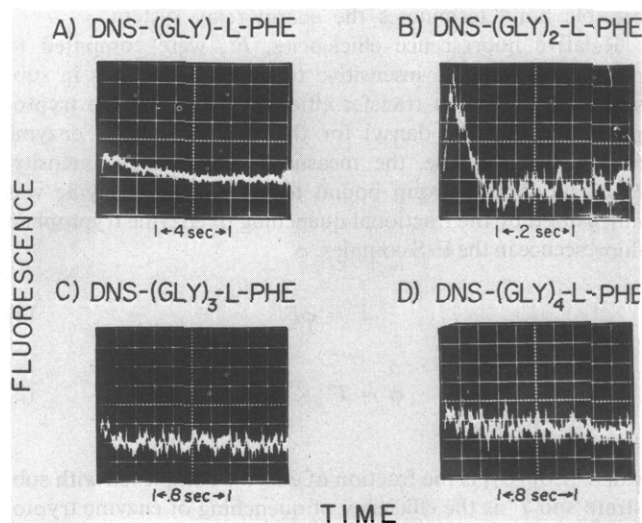 A) DNS-(GLY)-L-PHE
B) DNS-(GLY)₂-L-PHE
I←4 sec→I
I←.2 sec→I
FLUORESCENCE
C) DNS-(GLY)₃-L-PHE
D) DNS-(GLY)₄-L-PHE
I←.8 sec→I
I←.8 sec→I
TIME